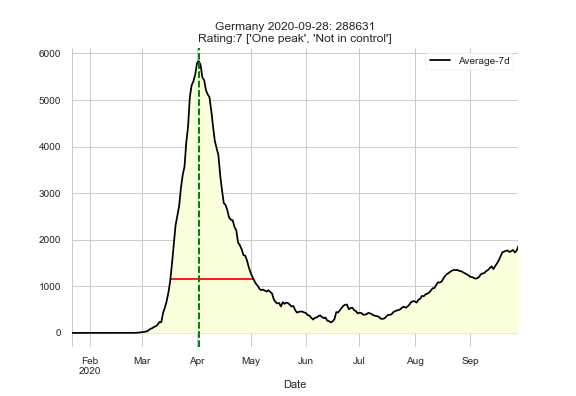 Germany 2020-09-28: 288631
Rating:7 ['One peak', 'Not in control']
Average-7d
6000
5000
4000
3000
2000
1000
0
Feb Mar Apr May Jun Jul Aug Sep
2020
Date